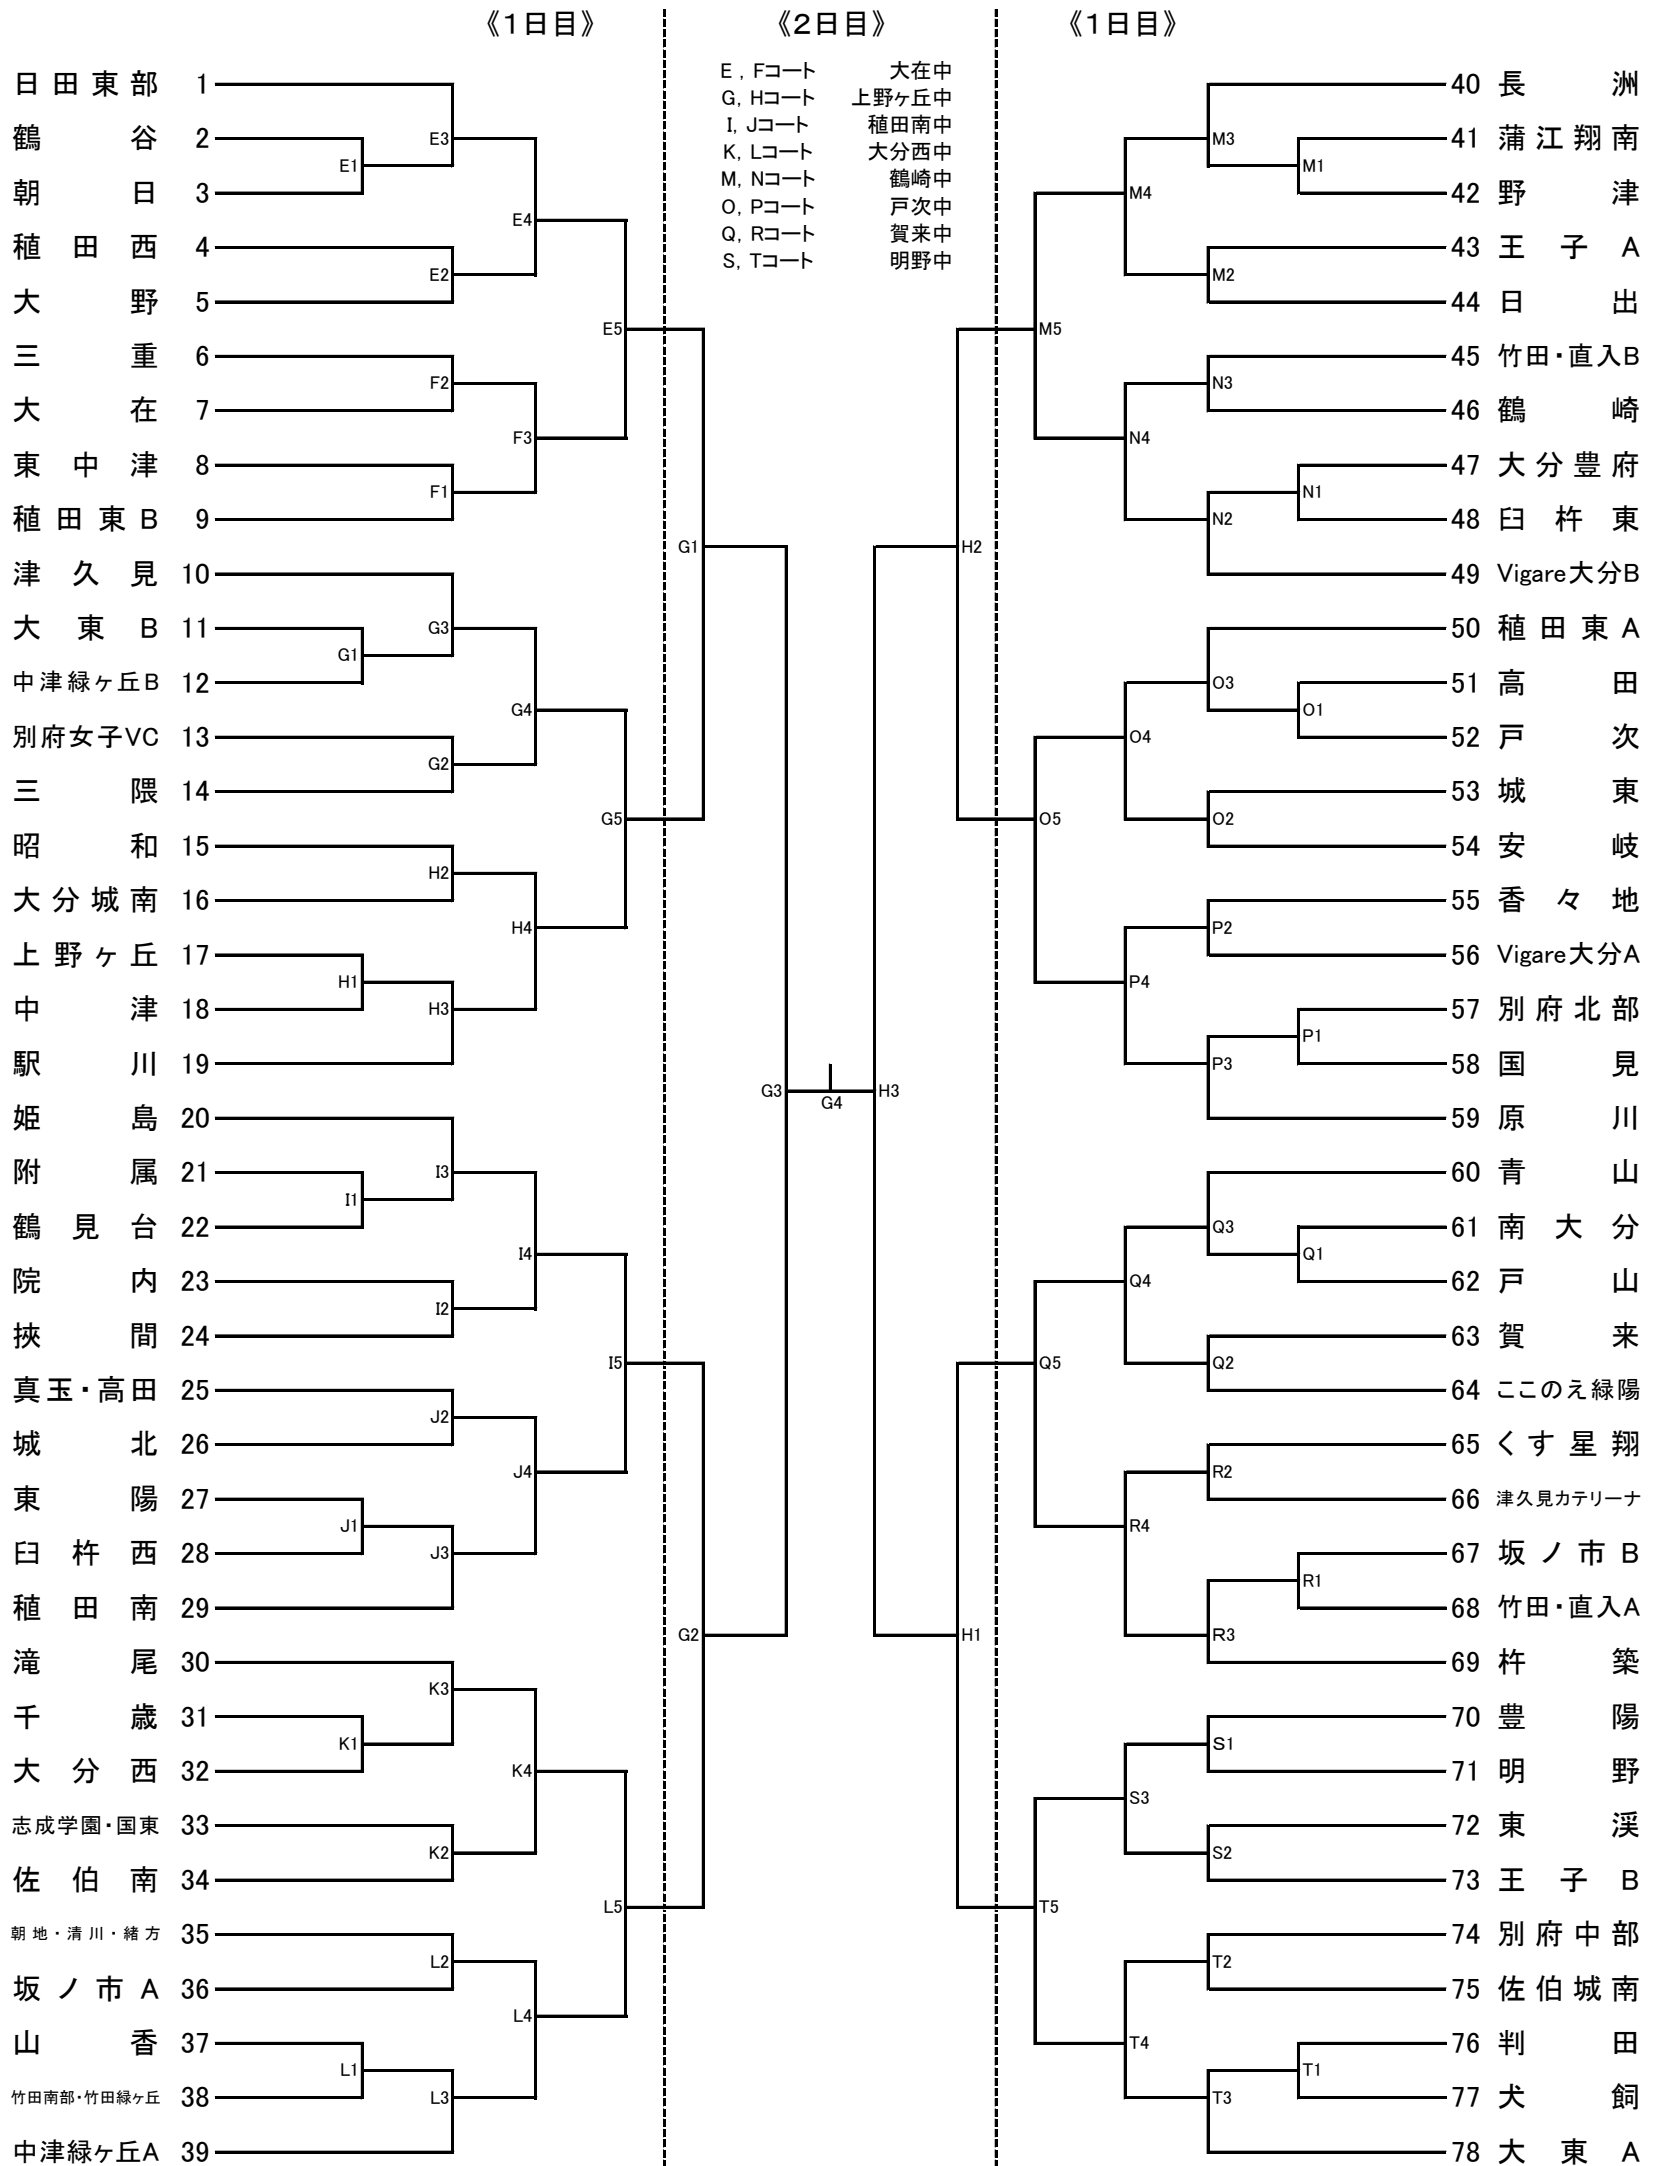 《1日目》
《2日目》
《1日目》
E , Fコート 大在中
G, Hコート 上野ヶ丘中
I, Jコート 稙田南中
K, Lコート 大分西中
M, Nコート 鶴崎中
O, Pコート 戸次中
Q, Rコート 賀来中
S, Tコート 明野中
日田東部 1
鶴谷 2
朝日 3
稙田西 4
大野 5
三重 6
大在 7
東中津 8
稙田東B 9
津久見 10
大東B 11
中津緑ヶ丘B 12
別府女子VC 13
三隈 14
昭和 15
大分城南 16
上野ヶ丘 17
中津 18
駅川 19
姫島 20
附属 21
鶴見台 22
院内 23
挾間 24
真玉・高田 25
城北 26
東陽 27
臼杵西 28
稙田南 29
滝尾 30
千歳 31
大分西 32
志成学園・国東 33
佐伯南 34
朝地・清川・緒方 35
坂ノ市A 36
山香 37
竹田南部・竹田緑ヶ丘 38
中津緑ヶ丘A 39
E1
E3
E2
E4
F2
F1
F3
E5
G1
G3
G2
G4
H2
H1
H3
H4
G5
I1
I3
I2
I4
J2
J1
J3
J4
I5
K1
K3
K2
K4
L2
L1
L3
L4
L5
G1
G2
G3
G4
H3
H2
H1
M5
O5
Q5
T5
M4
M3
M1
M2
N4
N3
N1
N2
O4
O3
O1
O2
P4
P2
P1
P3
Q4
Q3
Q1
Q2
R4
R2
R1
R3
S3
S1
S2
T4
T2
T1
T3
40 長洲
41 蒲江翔南
42 野津
43 王子A
44 日出
45 竹田・直入B
46 鶴崎
47 大分豊府
48 臼杵東
49 Vigare大分B
50 稙田東A
51 高田
52 戸次
53 城東
54 安岐
55 香々地
56 Vigare大分A
57 別府北部
58 国見
59 原川
60 青山
61 南大分
62 戸山
63 賀来
64 ここのえ緑陽
65 くす星翔
66 津久見カテリーナ
67 坂ノ市B
68 竹田・直入A
69 杵築
70 豊陽
71 明野
72 東渓
73 王子B
74 別府中部
75 佐伯城南
76 判田
77 犬飼
78 大東A